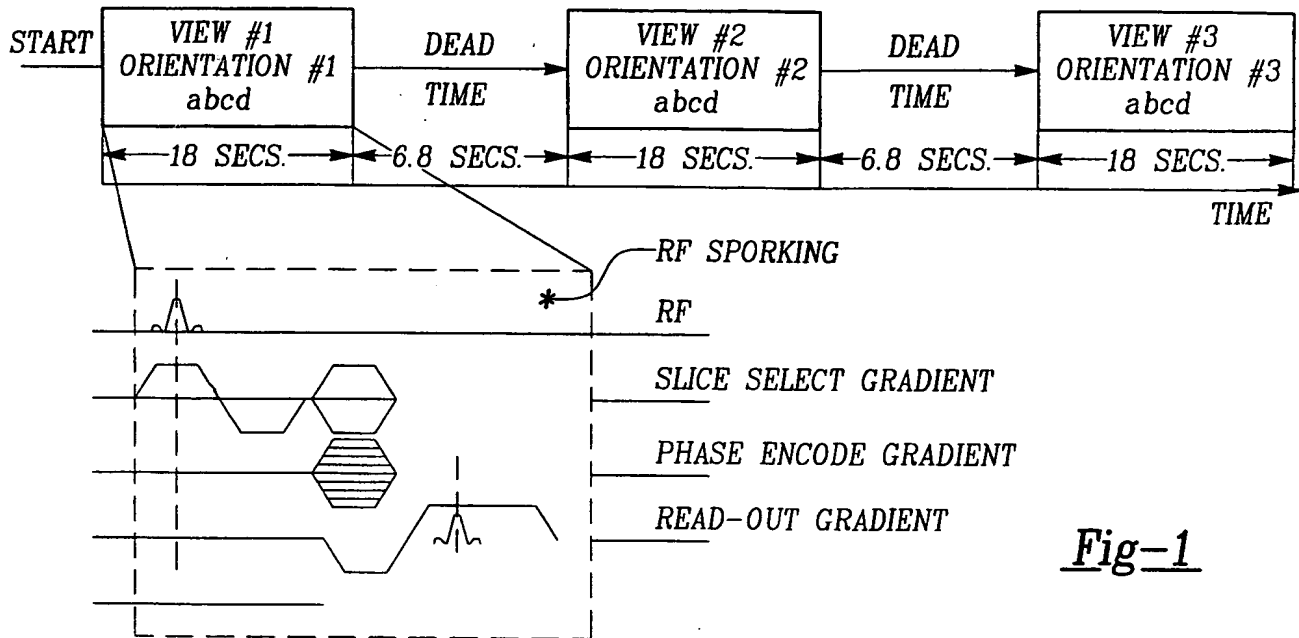 START
VIEW #1
ORIENTATION #1
abcd
DEAD
TIME
VIEW #2
ORIENTATION #2
abcd
DEAD
TIME
VIEW #3
ORIENTATION #3
abcd
18 SECS.
6.8 SECS.
18 SECS.
6.8 SECS.
18 SECS.
TIME
* RF SPORKING
RF
SLICE SELECT GRADIENT
PHASE ENCODE GRADIENT
READ-OUT GRADIENT
Fig-1